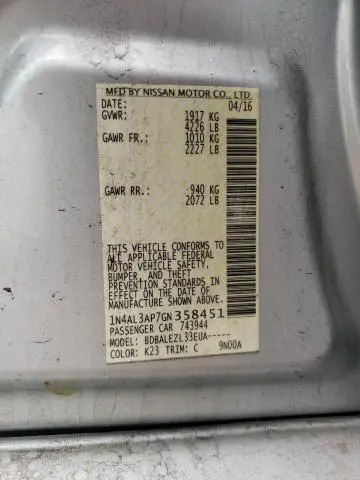 MFD BY NISSAN MOTOR CO., LTD.
DATE: 04/16
GVWR: 1917 KG
4226 LB
GAWR FR.: 1010 KG
2227 LB
GAWR RR.: 940 KG
2072 LB
THIS VEHICLE CONFORMS TO
ALL APPLICABLE FEDERAL
MOTOR VEHICLE SAFETY,
BUMPER, AND THEFT
PREVENTION STANDARDS IN
EFFECT ON THE DATE OF
MANUFACTURE SHOWN ABOVE.
1N4AL3AP7GN358451
PASSENGER CAR 743944
MODEL: BDBALEZL33EUA-----
COLOR: K23 TRIM: C 9N00A